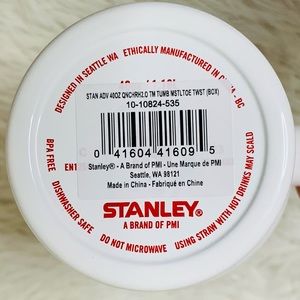 DESIGNED IN SEATTLE WA
ETHICALLY MANUFACTURED IN
BC
STAN ADV 40OZ QNCHRH2.O TM TUMB MSTLTOE TWST (BOX)
10-10824-535
0 41604 41609 5
Stanley® - A Brand of PMI - Une Marque de PMI
Seattle, WA 98121
Made in China - Fabriqué en Chine
BPA FREE
DISHWASHER SAFE
DO NOT MICROWAVE
USING STRAW WITH HOT DRINKS MAY SCALD
STANLEY®
A BRAND OF PMI